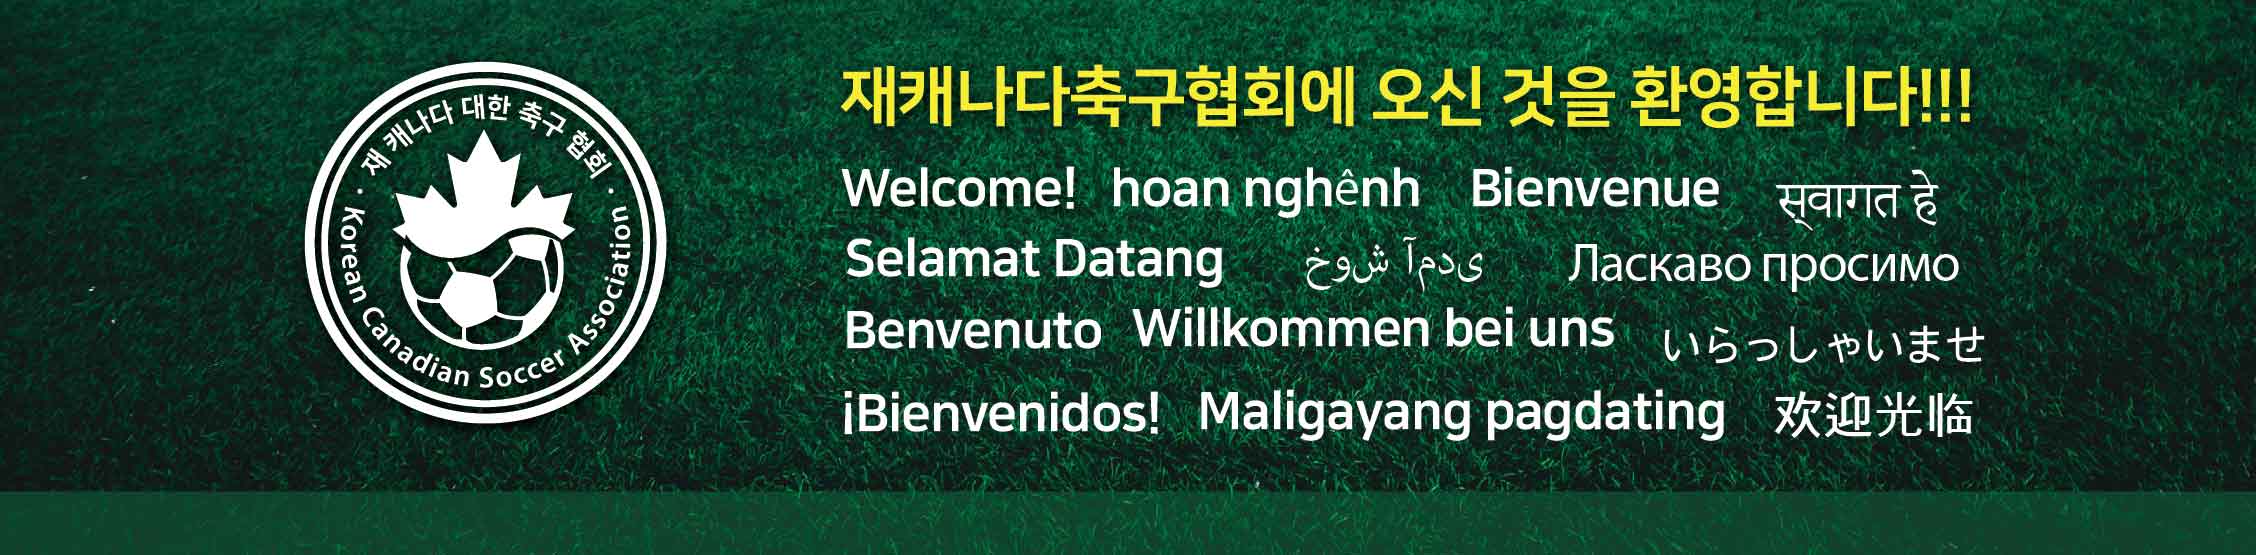 재 캐나다 대한 축구 협회
Korean Canadian Soccer Association
재캐나다축구협회에 오신 것을 환영합니다!!!
Welcome! hoan nghênh Bienvenue स्‌वागत हे
Selamat Datang خوش آمدی Ласкаво просимо
Benvenuto Willkommen bei uns いらっしゃいませ
¡Bienvenidos! Maligayang pagdating 欢迎光临